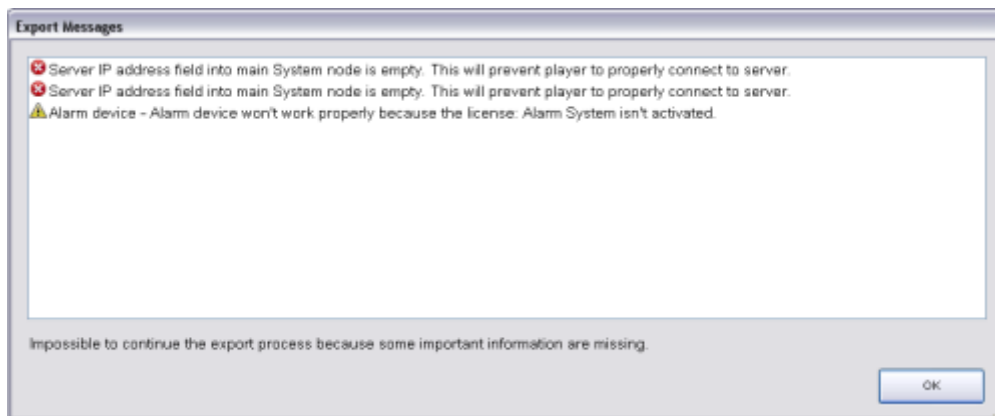 Export Messages
Server IP address field into main System node is empty. This will prevent player to properly connect to server.
Server IP address field into main System node is empty. This will prevent player to properly connect to server.
Alarm device - Alarm device won't work properly because the license: Alarm System isn't activated.
Impossible to continue the export process because some important information are missing.
OK